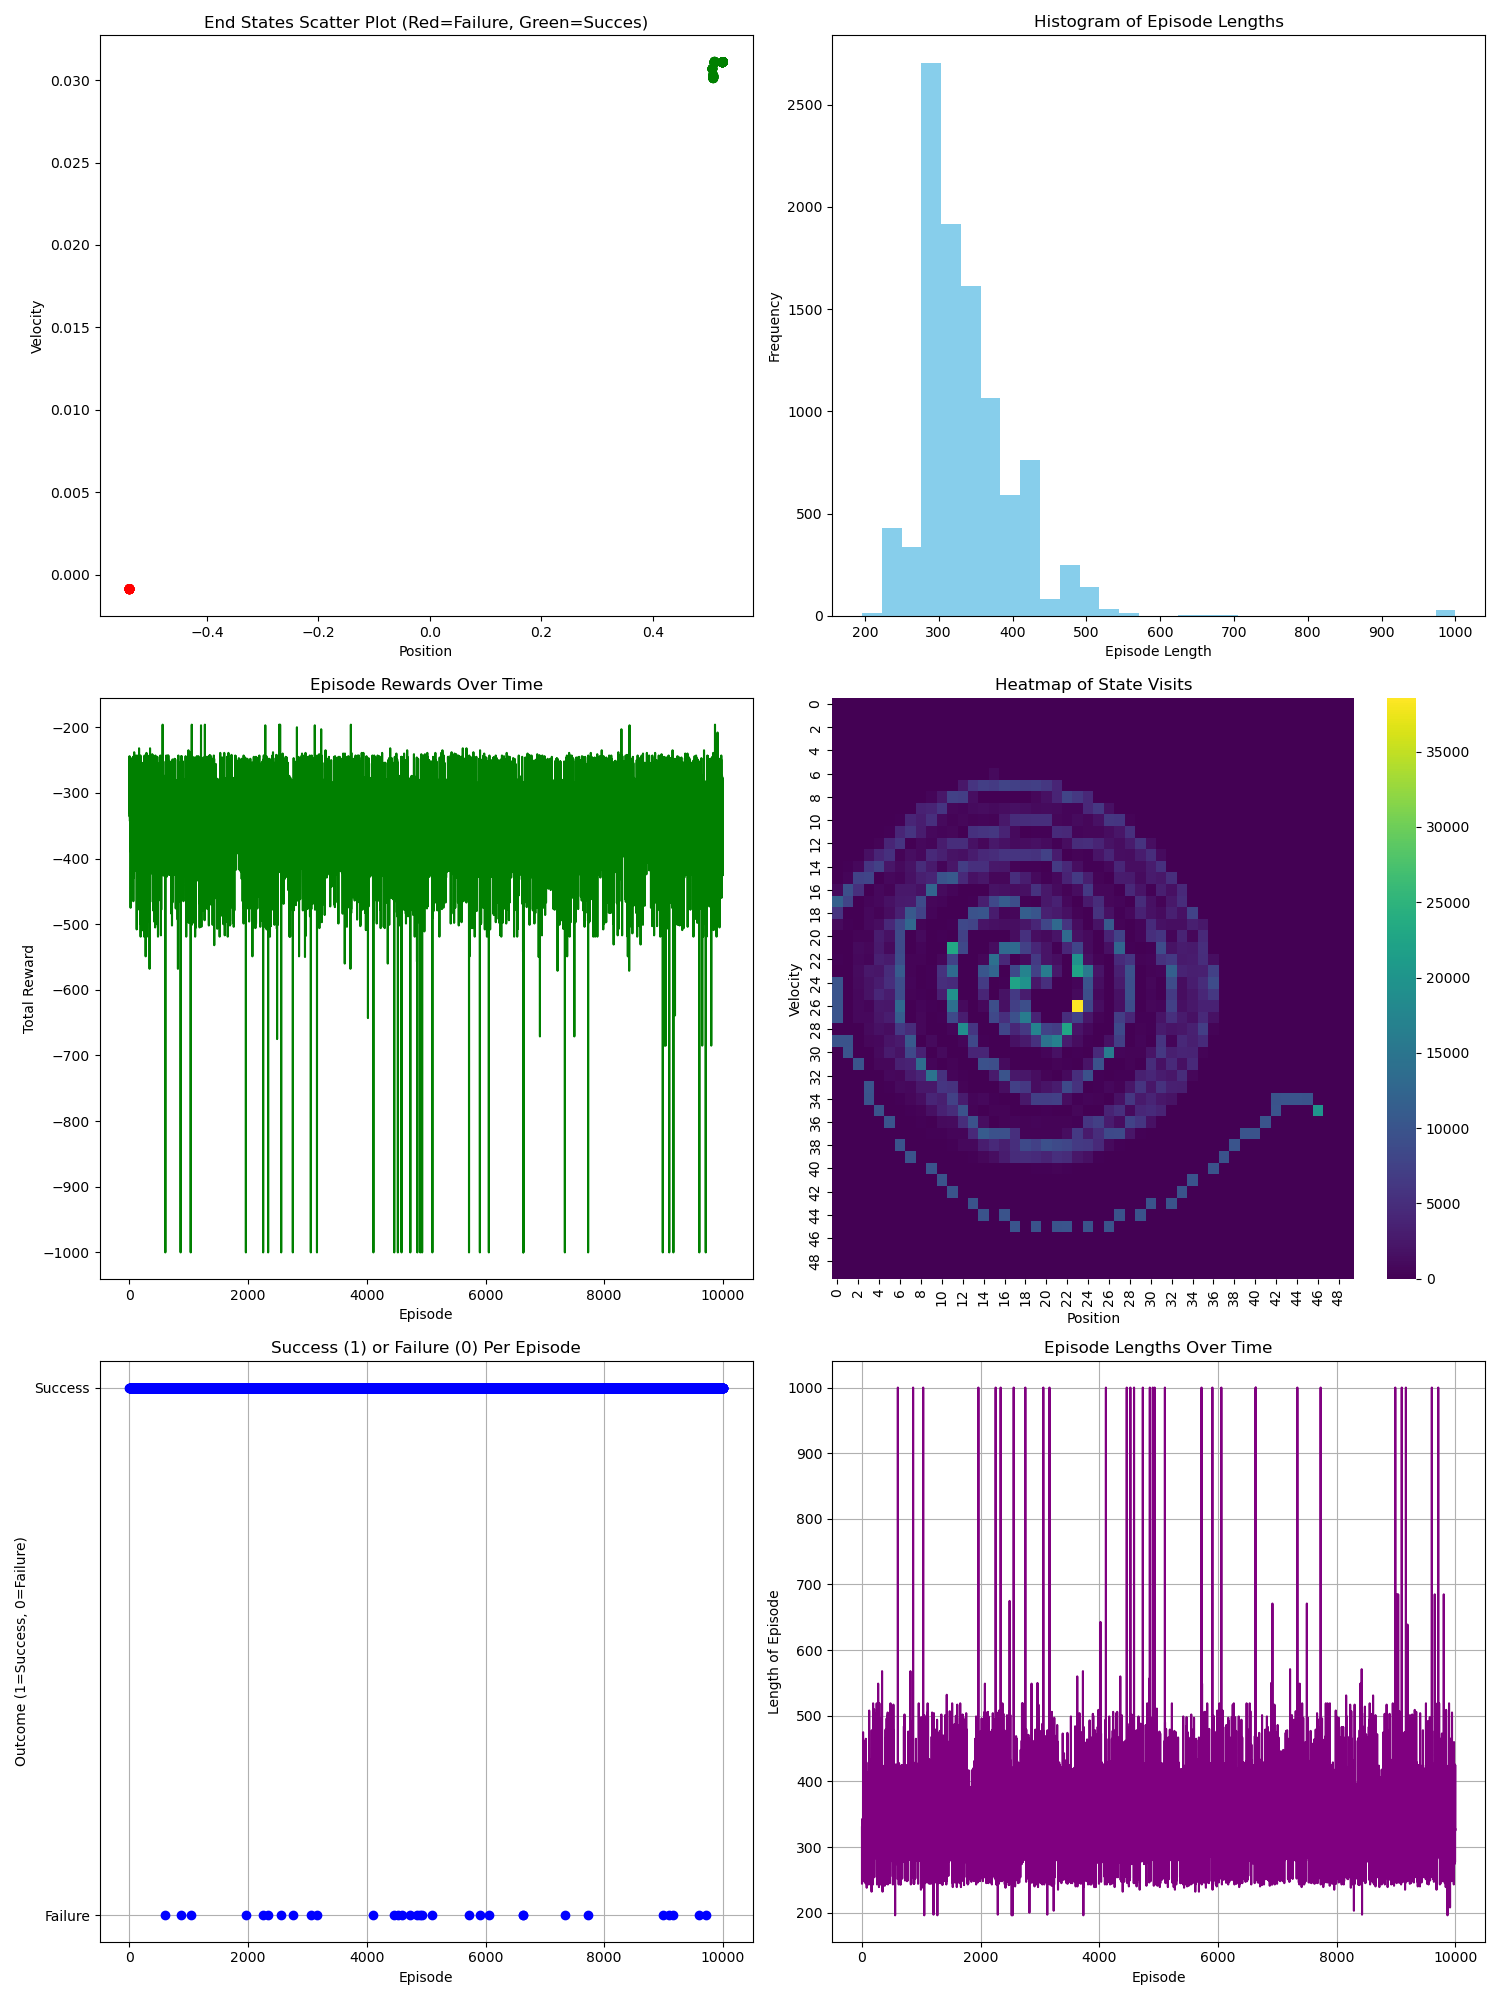 End States Scatter Plot (Red=Failure, Green=Succes)
0.030
0.025
0.020
0.015
0.010
0.005
0.000
Velocity
−0.4 −0.2 0.0 0.2 0.4
Position
Histogram of Episode Lengths
2500
2000
1500
1000
500
0
Frequency
200 300 400 500 600 700 800 900 1000
Episode Length
Episode Rewards Over Time
−200
−300
−400
−500
−600
−700
−800
−900
−1000
Total Reward
0 2000 4000 6000 8000 10000
Episode
Heatmap of State Visits
0
2
4
6
8
10
12
14
16
18
20
22
24
26
28
30
32
34
36
38
40
42
44
46
48
Velocity
0 2 4 6 8 10 12 14 16 18 20 22 24 26 28 30 32 34 36 38 40 42 44 46 48
Position
35000
30000
25000
20000
15000
10000
5000
0
Success (1) or Failure (0) Per Episode
Success
Failure
Outcome (1=Success, 0=Failure)
0 2000 4000 6000 8000 10000
Episode
Episode Lengths Over Time
1000
900
800
700
600
500
400
300
200
Length of Episode
0 2000 4000 6000 8000 10000
Episode